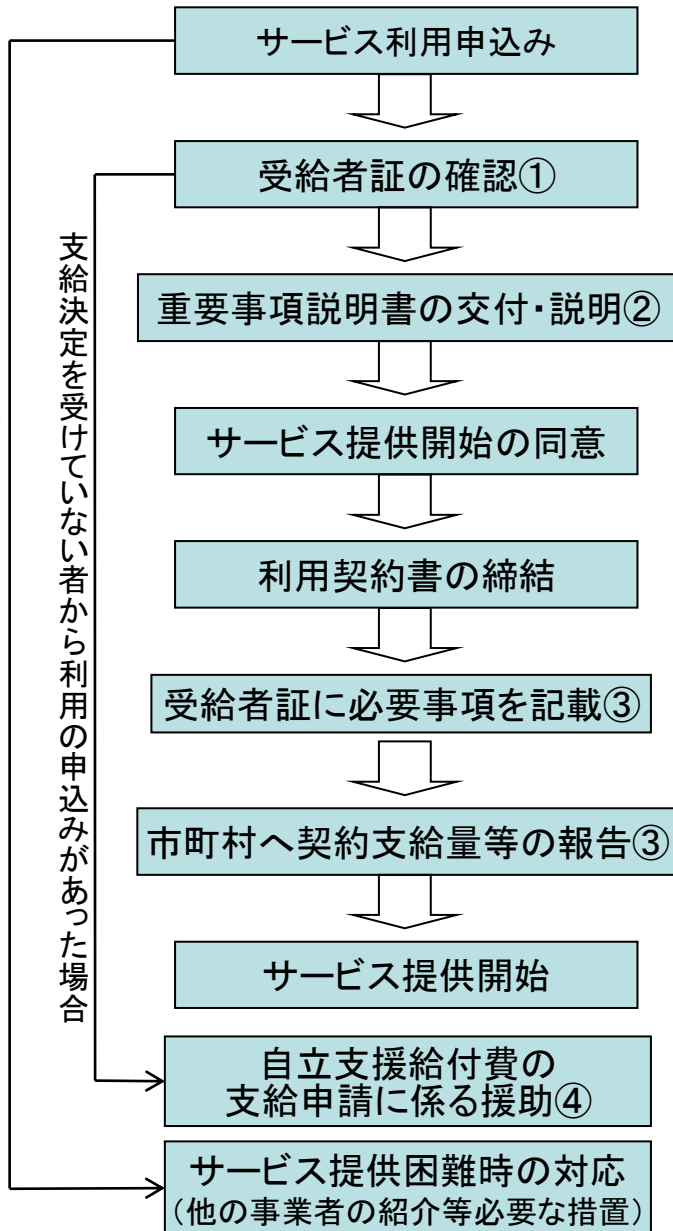 サービス利用申込み
受給者証の確認①
支給決定を受けていない者から利用の申込みがあった場合
重要事項説明書の交付・説明②
サービス提供開始の同意
利用契約書の締結
受給者証に必要事項を記載③
市町村へ契約支給量等の報告③
サービス提供開始
自立支援給付費の
支給申請に係る援助④
サービス提供困難時の対応
(他の事業者の紹介等必要な措置)